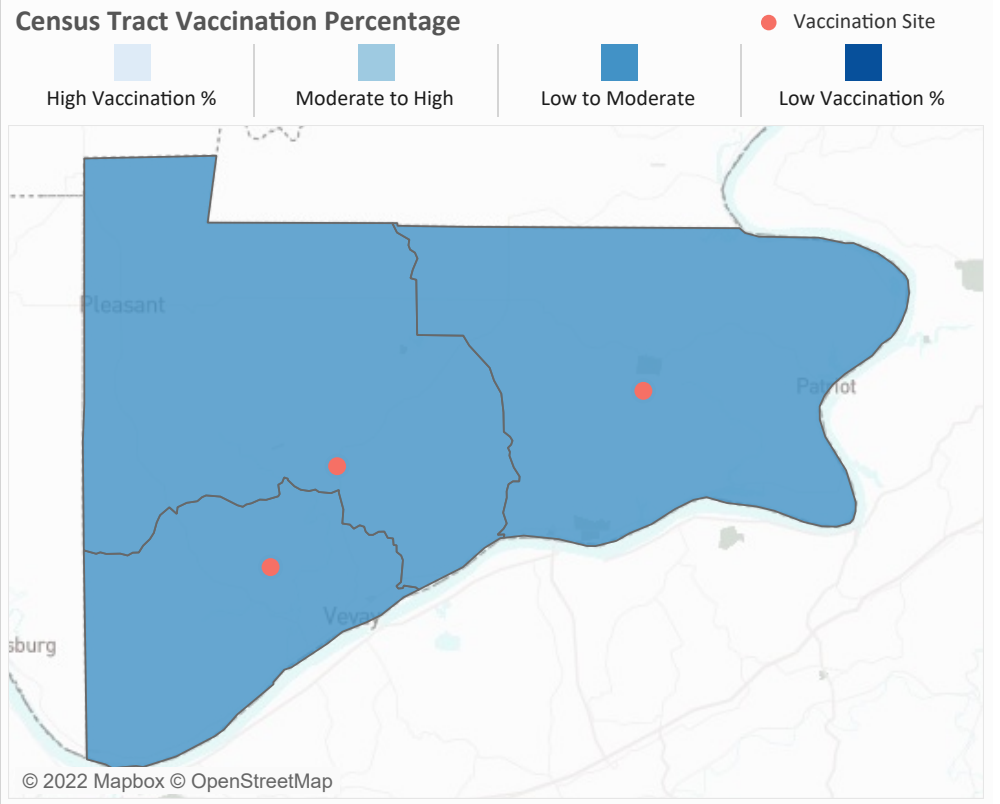 Census Tract Vaccination Percentage
Vaccination Site
High Vaccination %
Moderate to High
Low to Moderate
Low Vaccination %
Pleasant
Patriot
Vevay
sburg
© 2022 Mapbox © OpenStreetMap